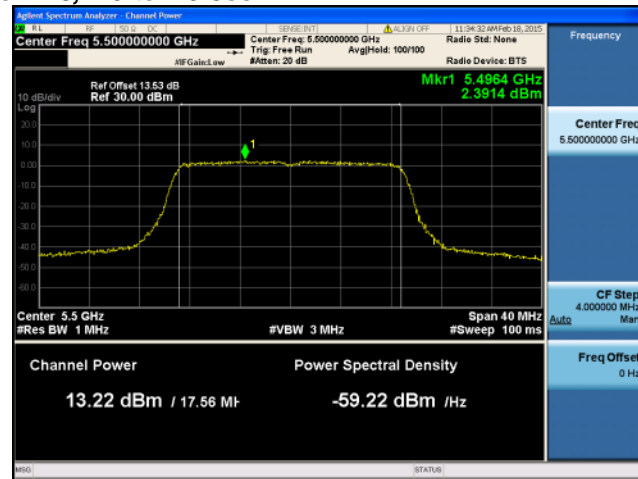 Agilent Spectrum Analyzer - Channel Power
RL RF 50 Ω DC SENSE:INT ALIGN OFF 11:34:32 AM Feb 18, 2015
Center Freq 5.500000000 GHz
Center Freq: 5.500000000 GHz
Radio Std: None
Trig: Free Run Avg|Hold: 100/100
#IFGain:Low #Atten: 20 dB Radio Device: BTS
Frequency
Mkr1 5.4964 GHz
2.3914 dBm
Ref Offset 13.53 dB
10 dB/div Ref 30.00 dBm
Log
20.0
10.0
0.00
-10.0
-20.0
-30.0
-40.0
-50.0
-60.0
1
Center 5.5 GHz Span 40 MHz
#Res BW 1 MHz #VBW 3 MHz #Sweep 100 ms
Channel Power Power Spectral Density
13.22 dBm / 17.56 MH -59.22 dBm /Hz
Center Freq
5.500000000 GHz
CF Step
4.000000 MHz
Auto Man
Freq Offset
0 Hz
MSG STATUS